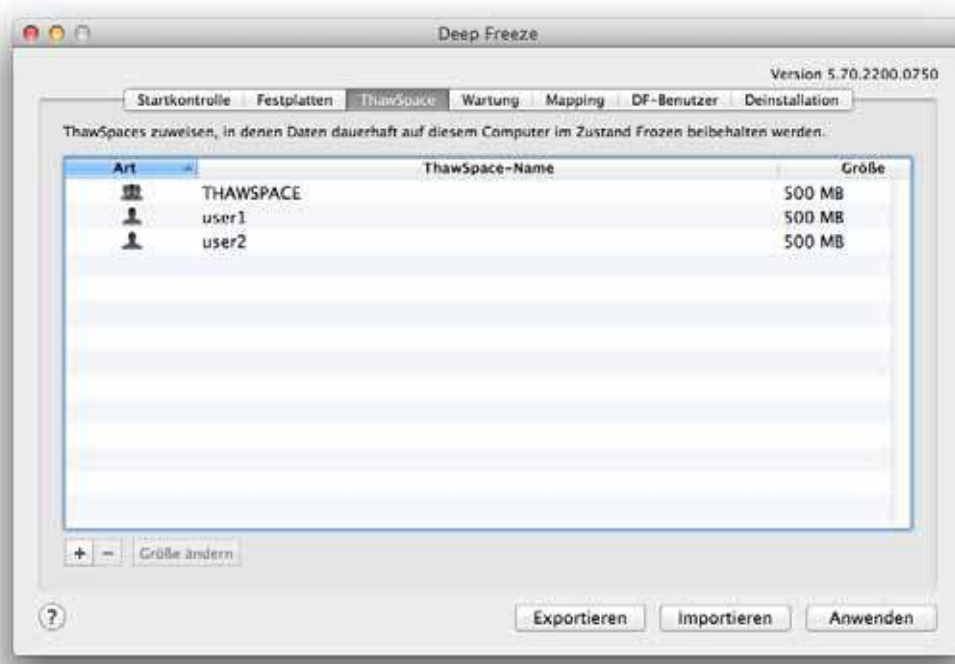 Deep Freeze
Version 5.70.2200.0750
Startkontrolle Festplatten ThawSpace Wartung Mapping DF-Benutzer Deinstallation
ThawSpaces zuweisen, in denen Daten dauerhaft auf diesem Computer im Zustand Frozen beibehalten werden.
Art ThawSpace-Name Größe
THAWSPACE 500 MB
user1 500 MB
user2 500 MB
+ - Größe ändern
? Exportieren Importieren Anwenden